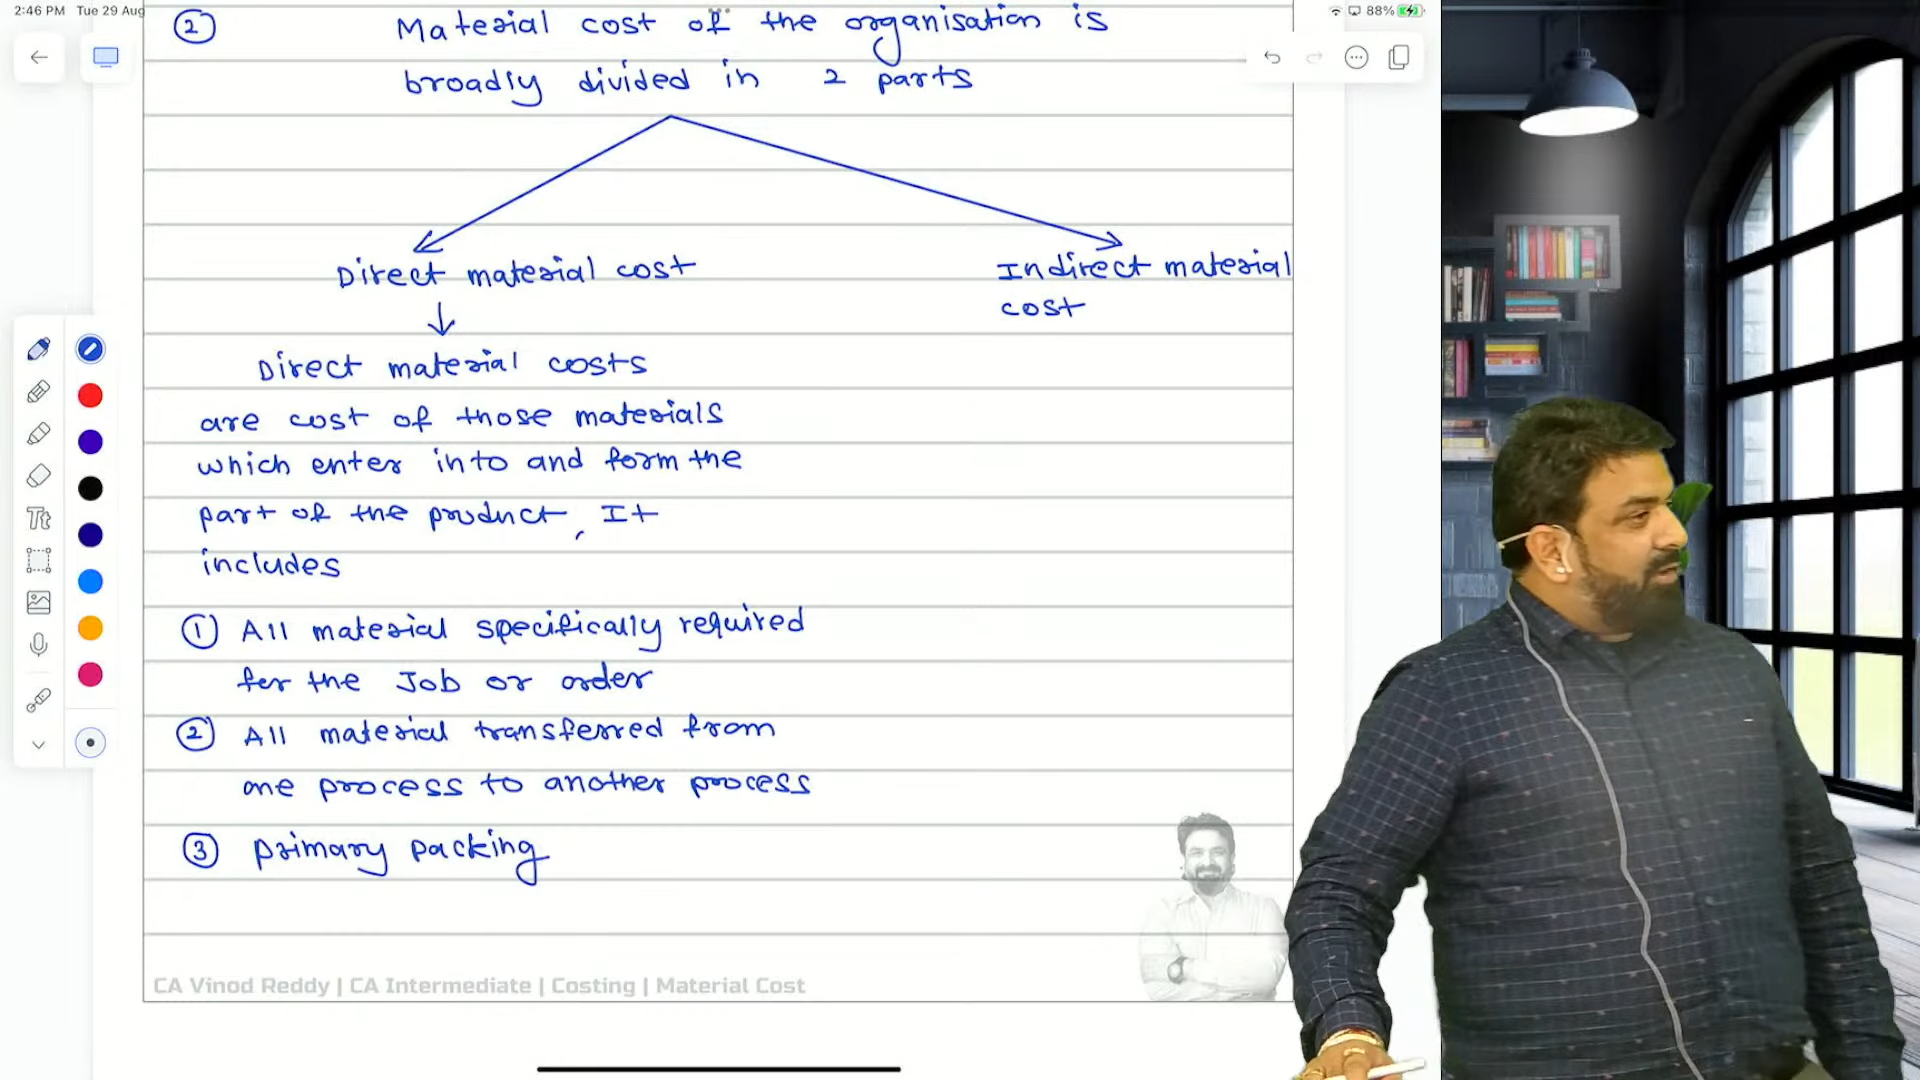 2:46 PM Tue 29 Aug
88%
② Material cost of the organisation is
broadly divided in 2 parts
Direct material cost
Indirect material
cost
Direct material costs
are cost of those materials
which enter into and form the
part of the product, It
includes
① All material specifically required
for the Job or order
② All material transferred from
one process to another process
③ primary packing
Tt
CA Vinod Reddy | CA Intermediate | Costing | Material Cost